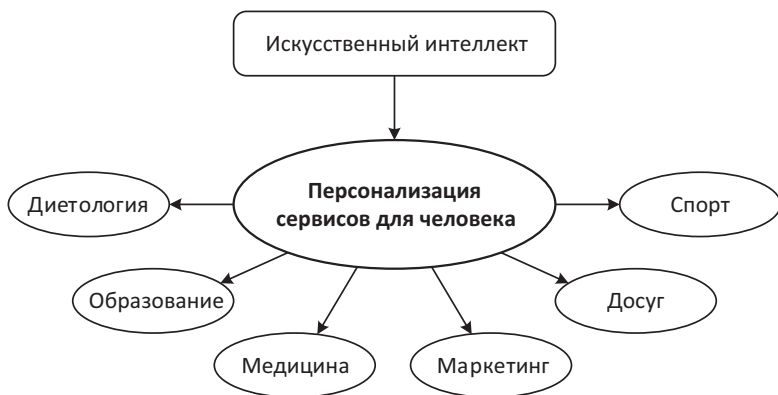 Искусственный интеллект
Персонализация
сервисов для человека
Диетология
Спорт
Образование
Досуг
Медицина
Маркетинг